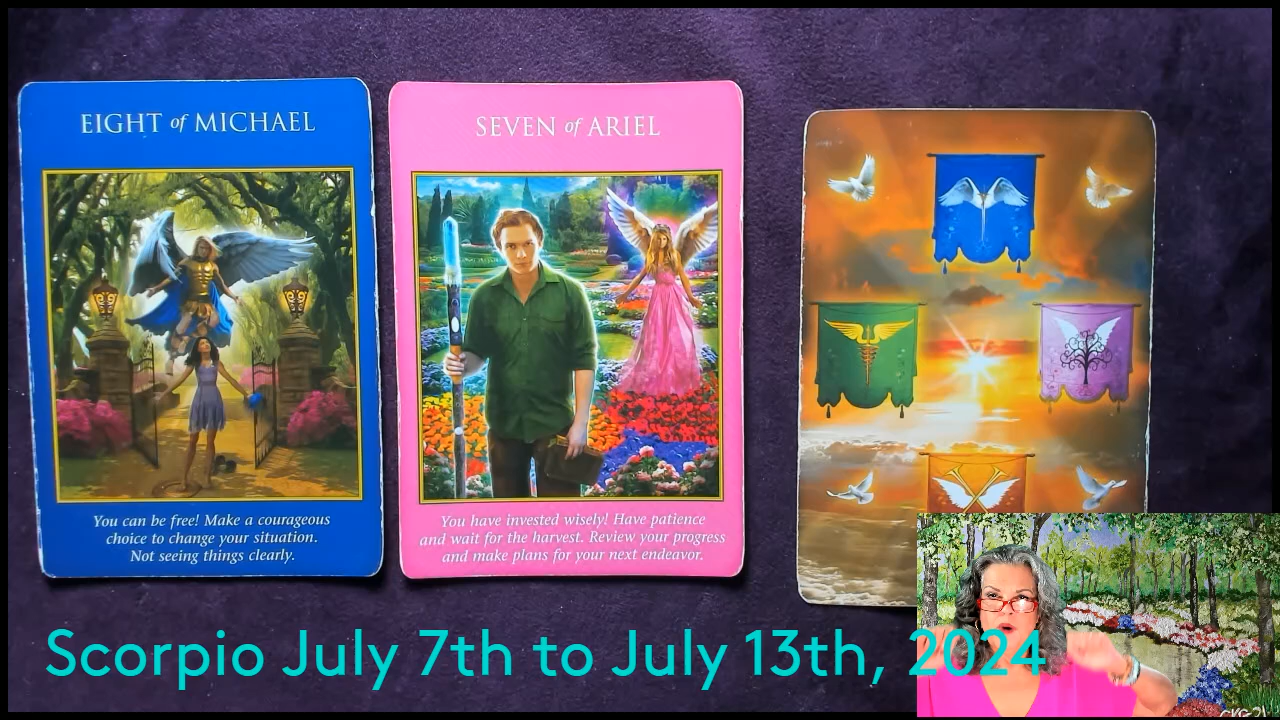 EIGHT of MICHAEL
SEVEN of ARIEL
You can be free! Make a courageous
choice to change your situation.
Not seeing things clearly.
You have invested wisely! Have patience
and wait for the harvest. Review your progress
and make plans for your next endeavor.
Scorpio July 7th to July 13th, 2024